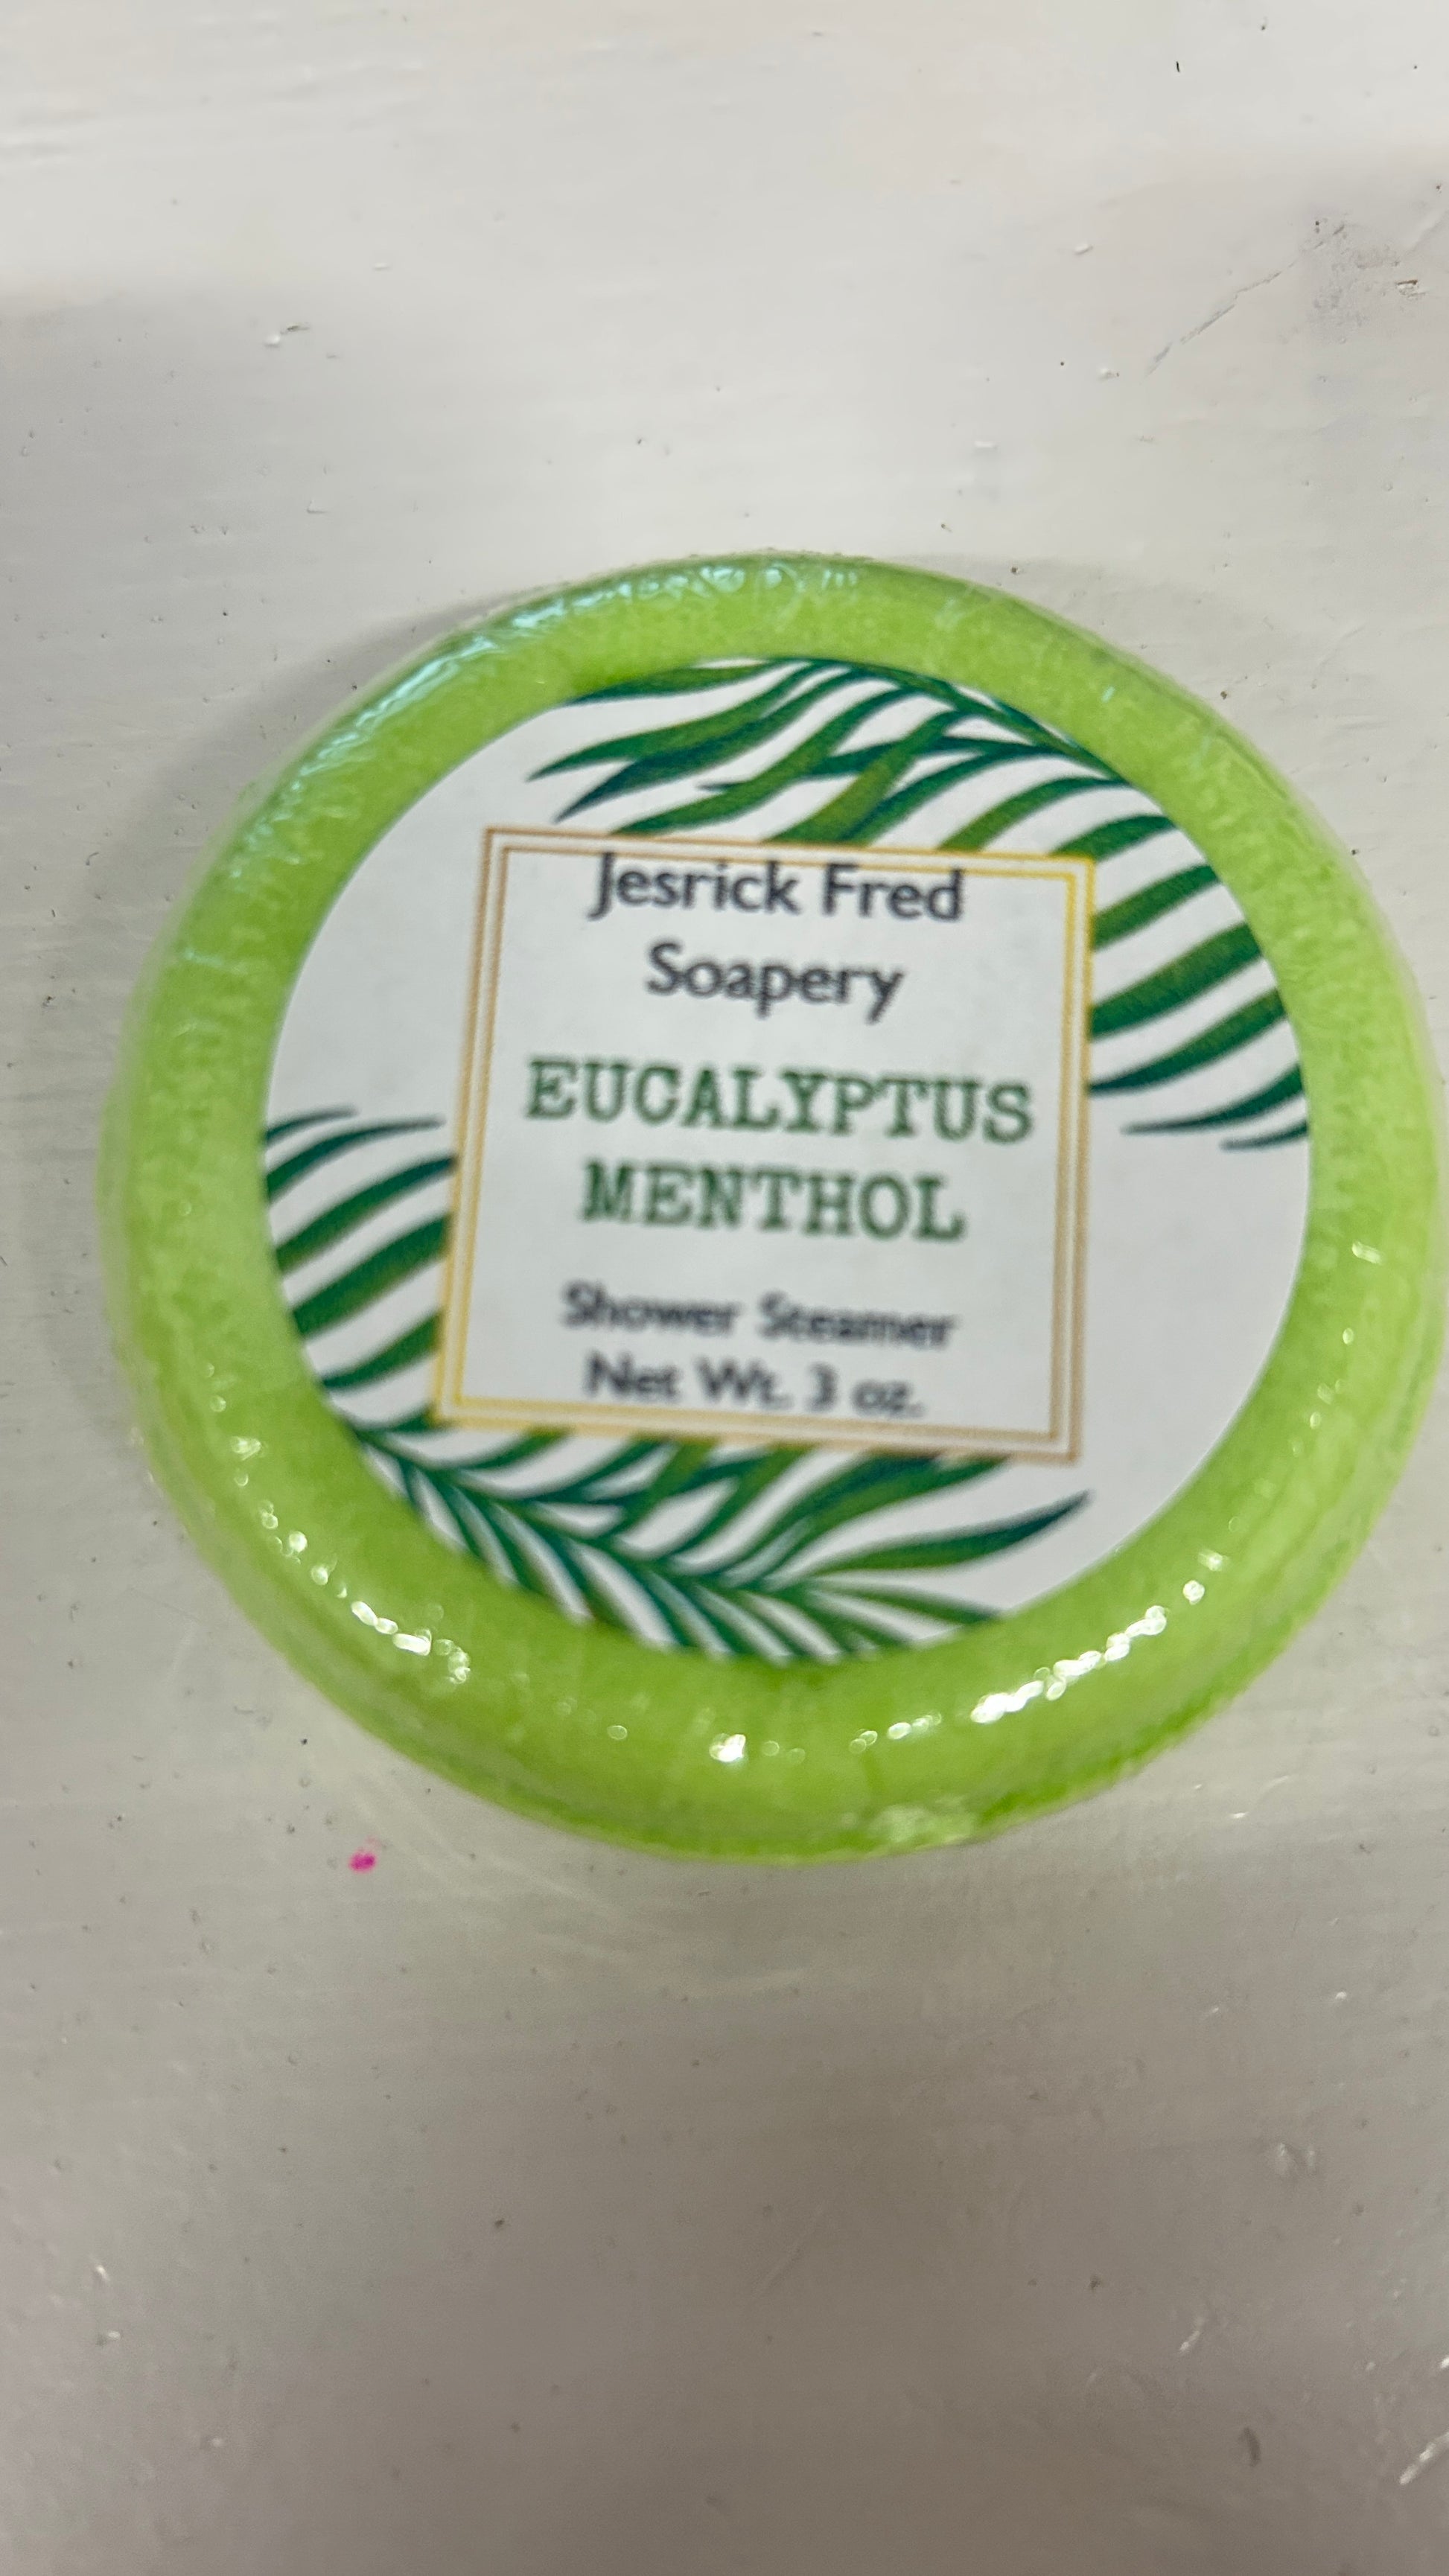 Jesrick Fred
Soapery
EUCALYPTUS
MENTHOL
Shower Steamer
Net Wt. 3 oz.